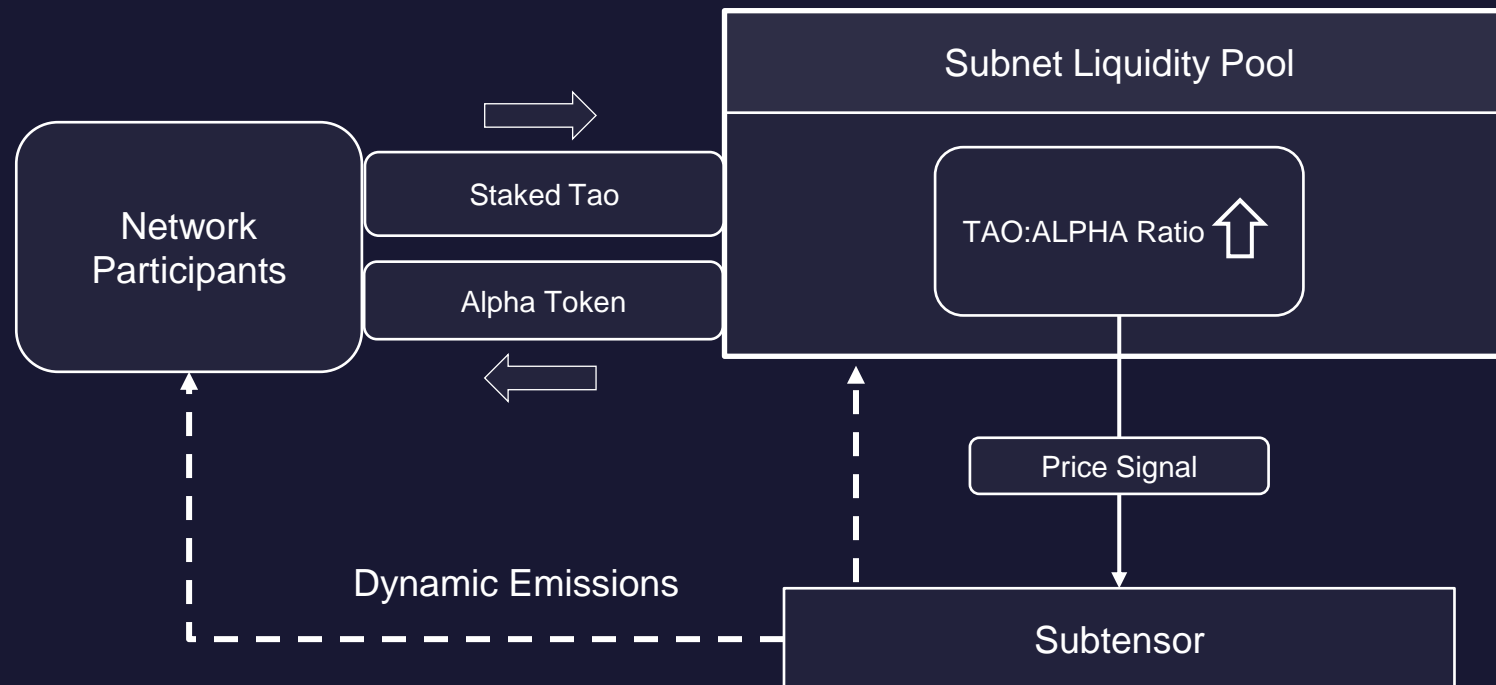 Subnet Liquidity Pool
Network
Participants
Staked Tao
Alpha Token
TAO:ALPHA Ratio
Price Signal
Dynamic Emissions
Subtensor